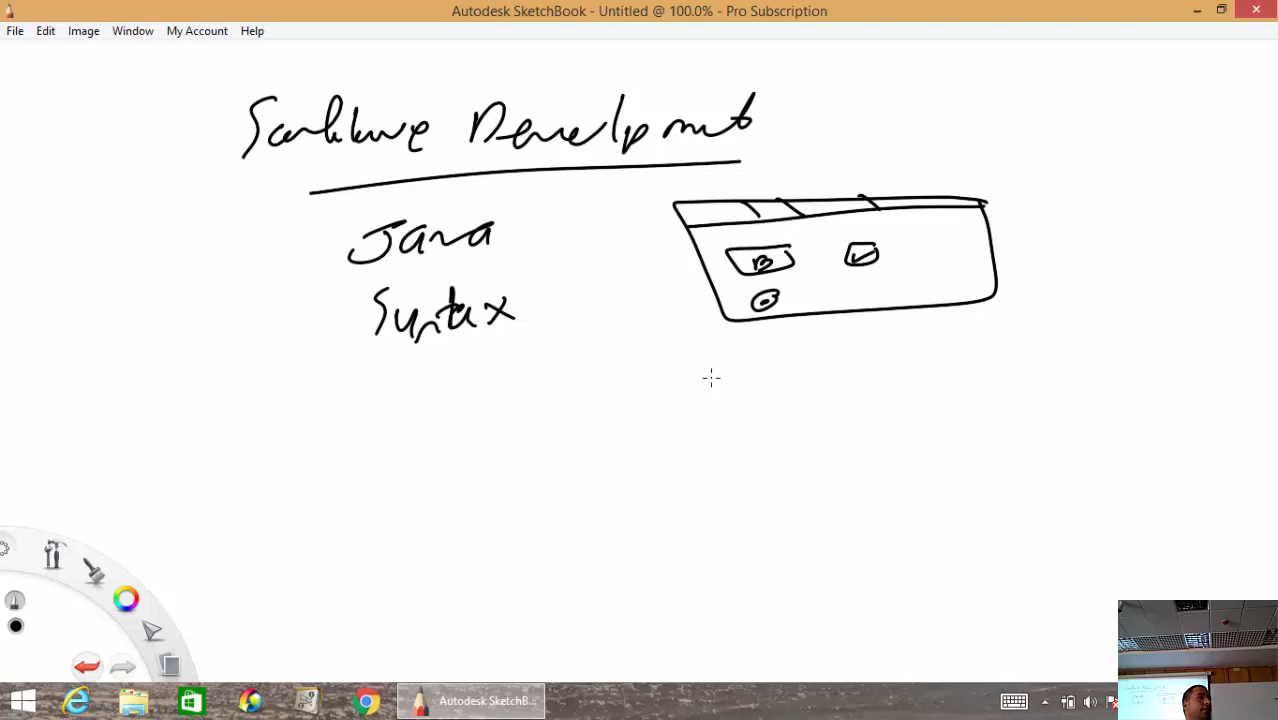 Autodesk SketchBook - Untitled @ 100.0% - Pro Subscription
File Edit Image Window My Account Help
Software Development
Java
B
Syntax
Autodesk SketchB...